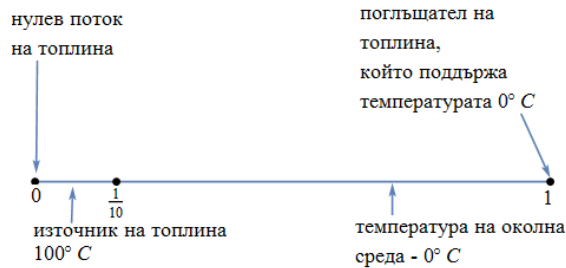 нулев поток
на топлина
поглъщател на
топлина,
който поддържа
температурата 0° C
0
1
10
1
източник на топлина
100° C
температура на околна
среда - 0° C